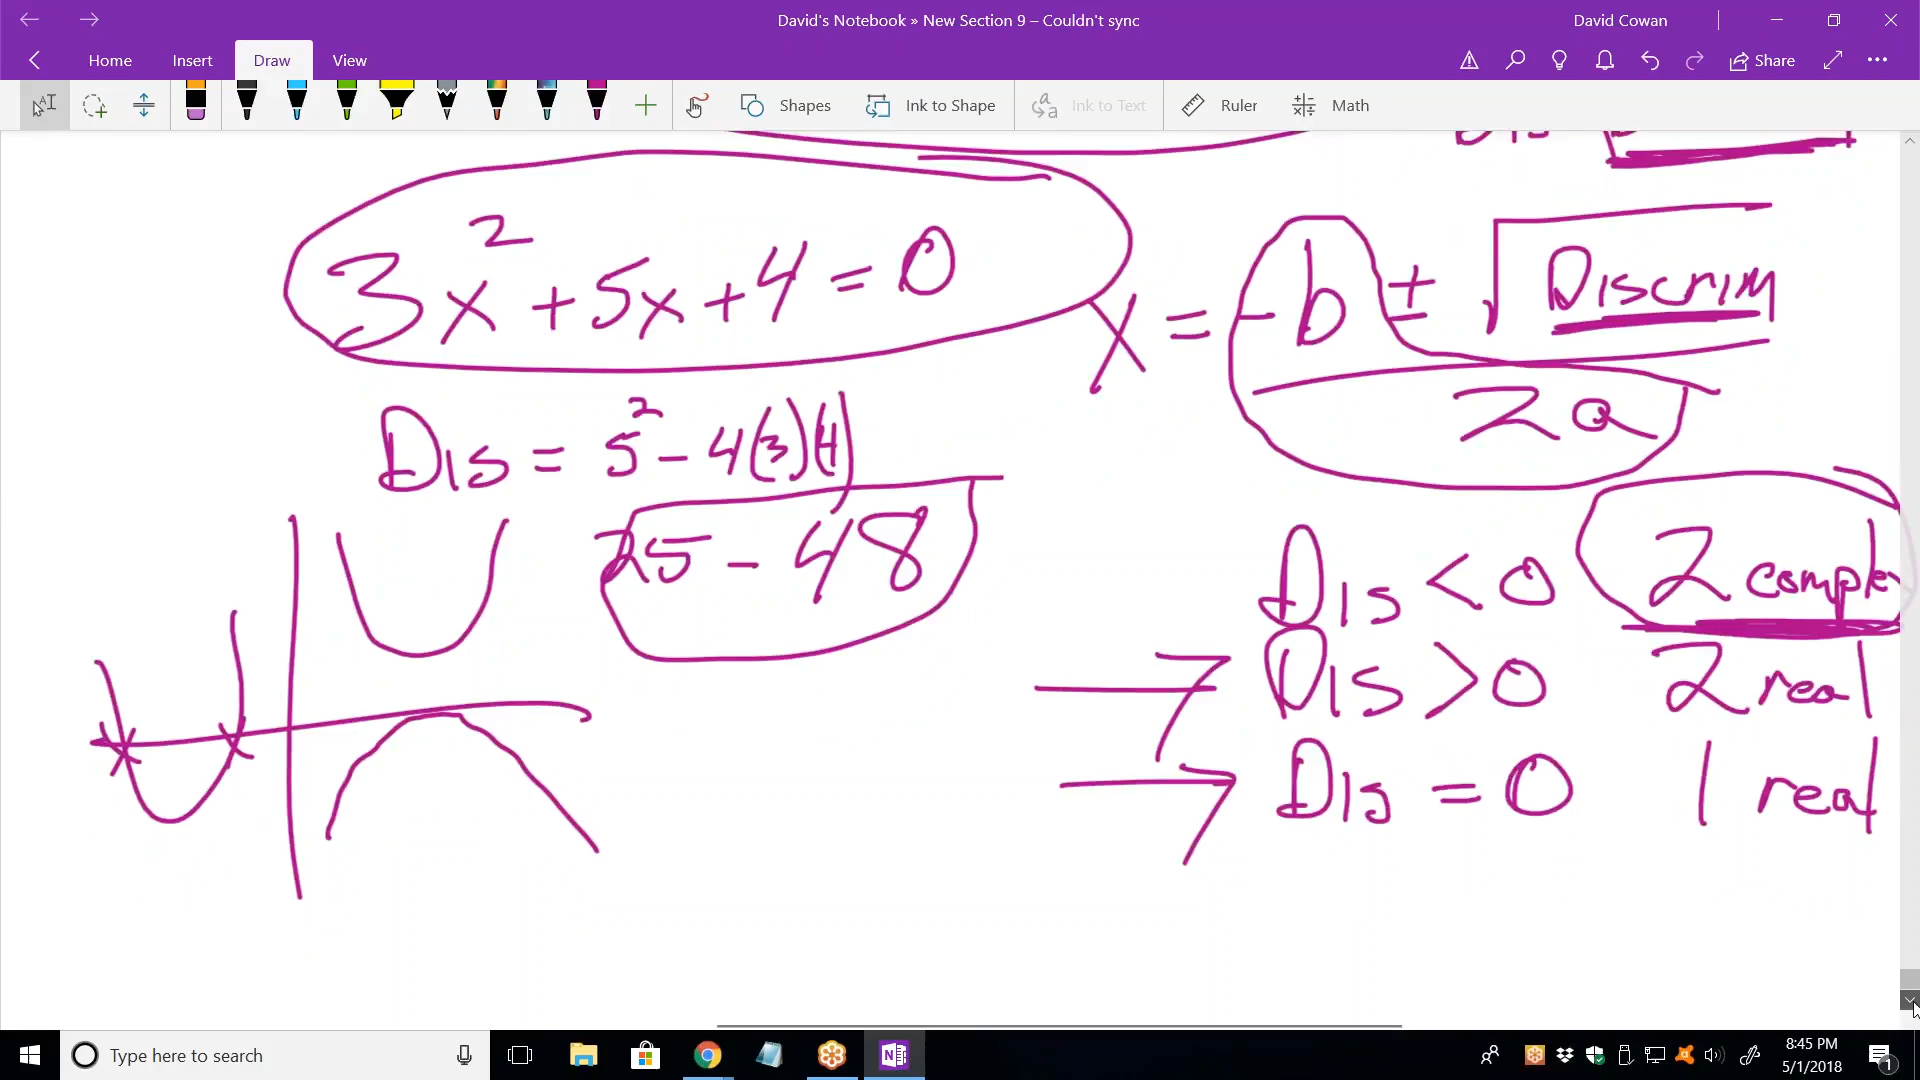 David's Notebook » New Section 9 – Couldn't sync
David Cowan
Home Insert Draw View
Share
Shapes Ink to Shape Ink to Text Ruler Math
3x² + 5x + 4 = 0
x = -b ± √Discrim
2a
Dis = 5² - 4(3)(4)
25 - 48
Dis < 0 2 comple
Dis > 0 2 real
Dis = 0 1 real
Type here to search
8:45 PM
5/1/2018
1